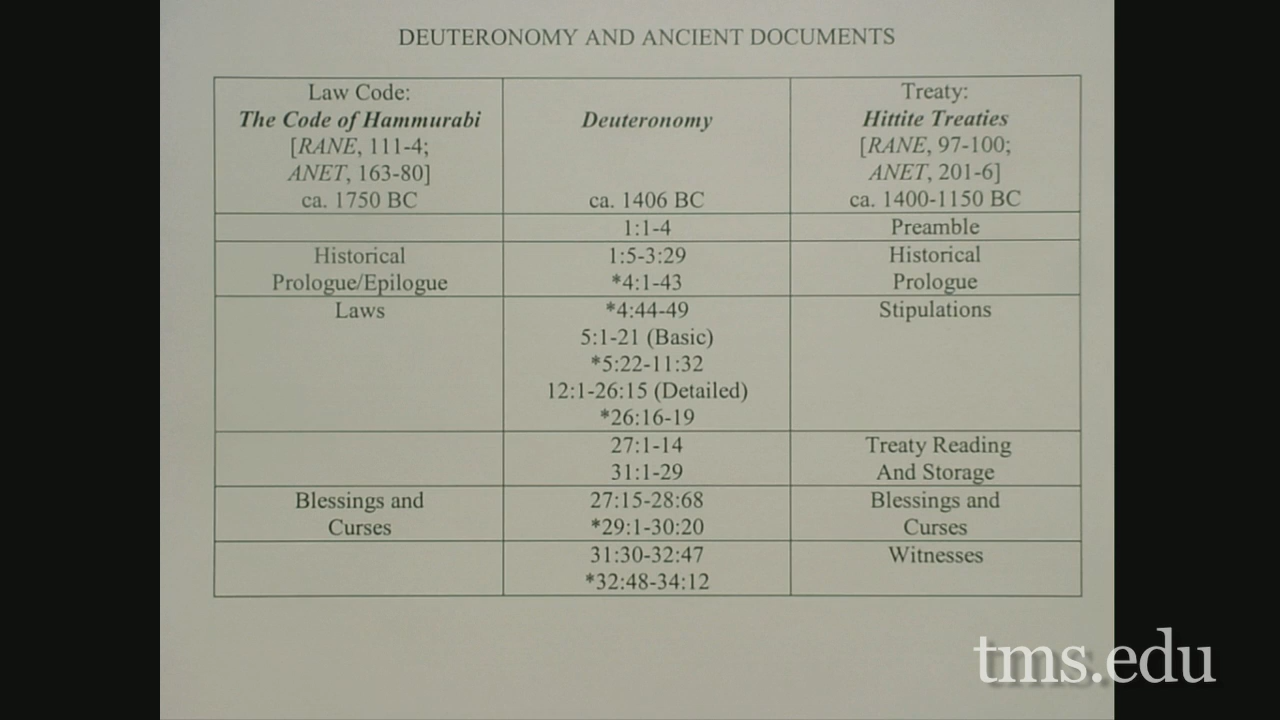 DEUTERONOMY AND ANCIENT DOCUMENTS
Law Code:
The Code of Hammurabi
[RANE, 111-4;
ANET, 163-80]
ca. 1750 BC
Deuteronomy
ca. 1406 BC
Treaty:
Hittite Treaties
[RANE, 97-100;
ANET, 201-6]
ca. 1400-1150 BC
1:1-4
Preamble
Historical
Prologue/Epilogue
1:5-3:29
*4:1-43
Historical
Prologue
Laws
*4:44-49
5:1-21 (Basic)
*5:22-11:32
12:1-26:15 (Detailed)
*26:16-19
Stipulations
27:1-14
31:1-29
Treaty Reading
And Storage
Blessings and
Curses
27:15-28:68
*29:1-30:20
Blessings and
Curses
31:30-32:47
*32:48-34:12
Witnesses
tms.edu